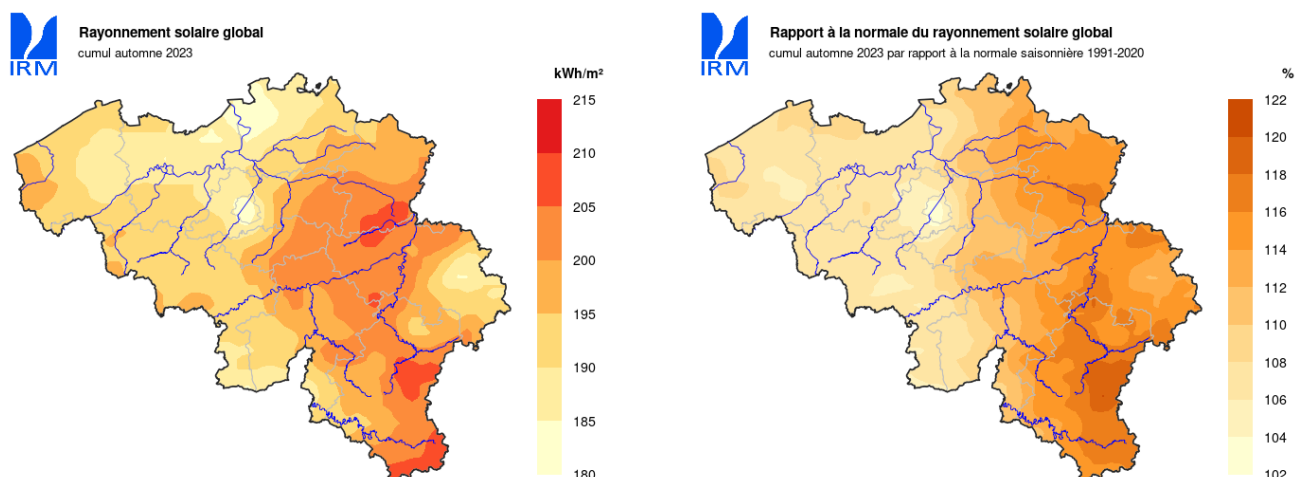 IRM
Rayonnement solaire global
cumul automne 2023
kWh/m²
215
210
205
200
195
190
185
180
IRM
Rapport à la normale du rayonnement solaire global
cumul automne 2023 par rapport à la normale saisonnière 1991-2020
%
122
120
118
116
114
112
110
108
106
104
102